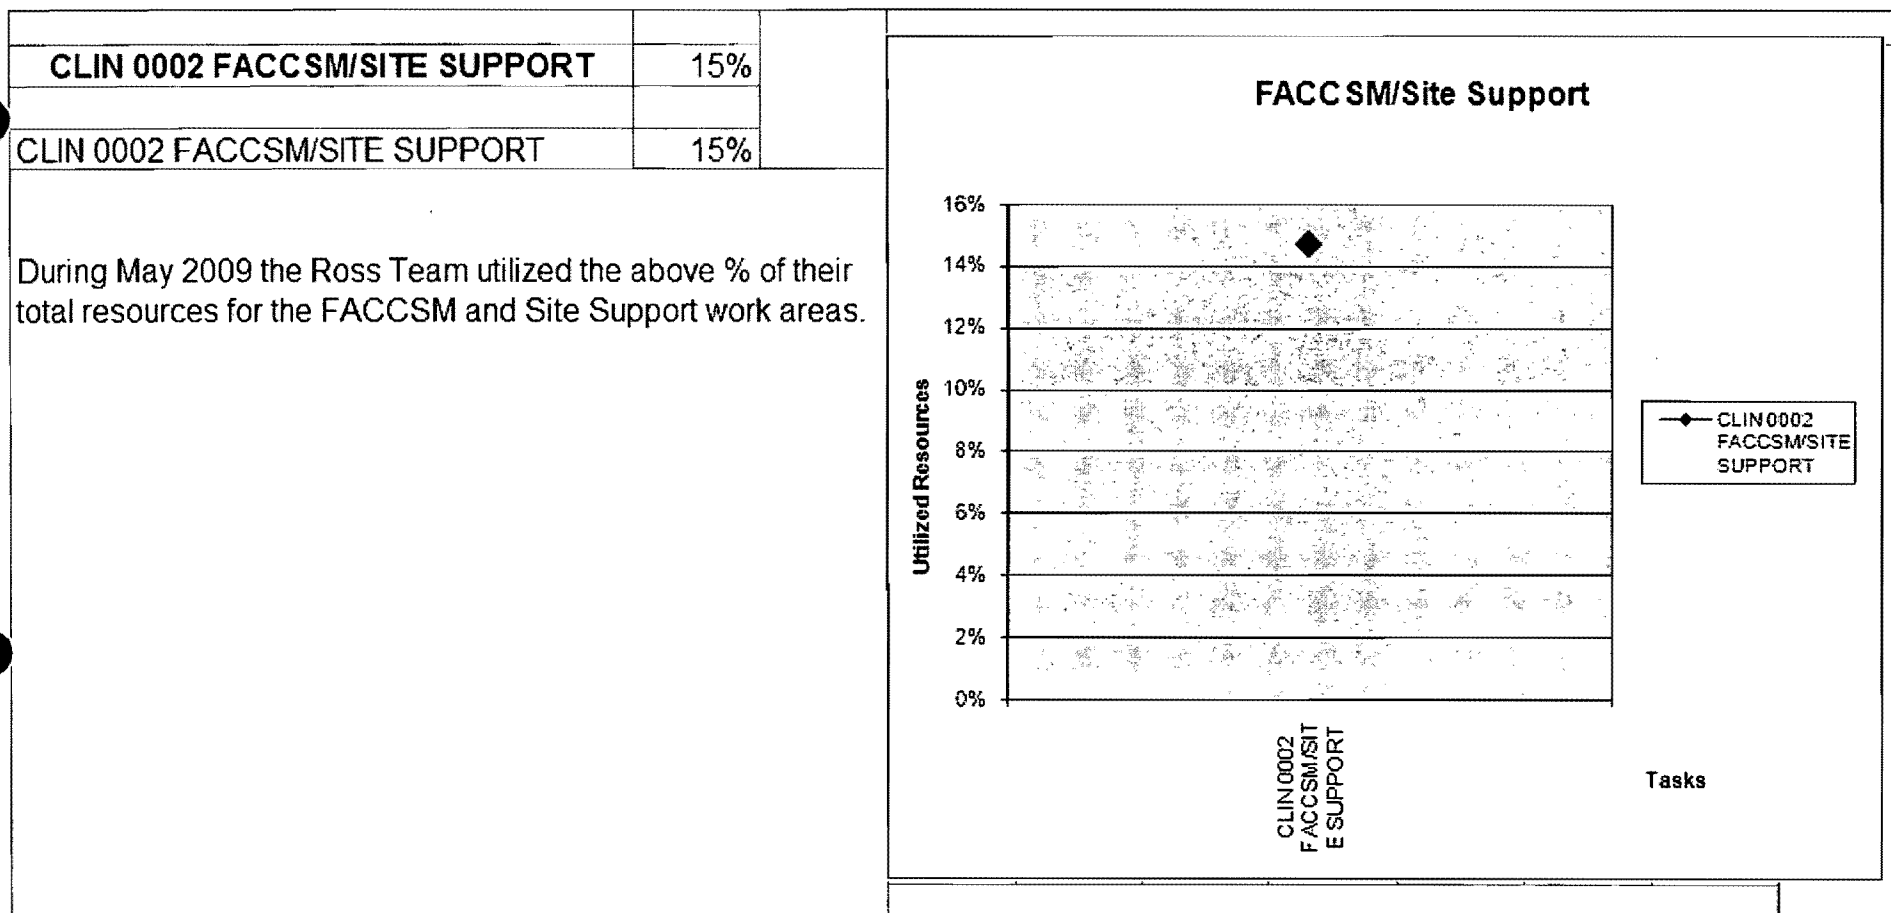 CLIN 0002 FACCSM/SITE SUPPORT 15%
CLIN 0002 FACCSM/SITE SUPPORT 15%
During May 2009 the Ross Team utilized the above % of their
total resources for the FACCSM and Site Support work areas.
FACCSM/Site Support
Utilized Resources
16%
14%
12%
10%
8%
6%
4%
2%
0%
CLIN 0002
FACCSM/SIT
E SUPPORT
Tasks
CLIN 0002
FACCSM/SITE
SUPPORT